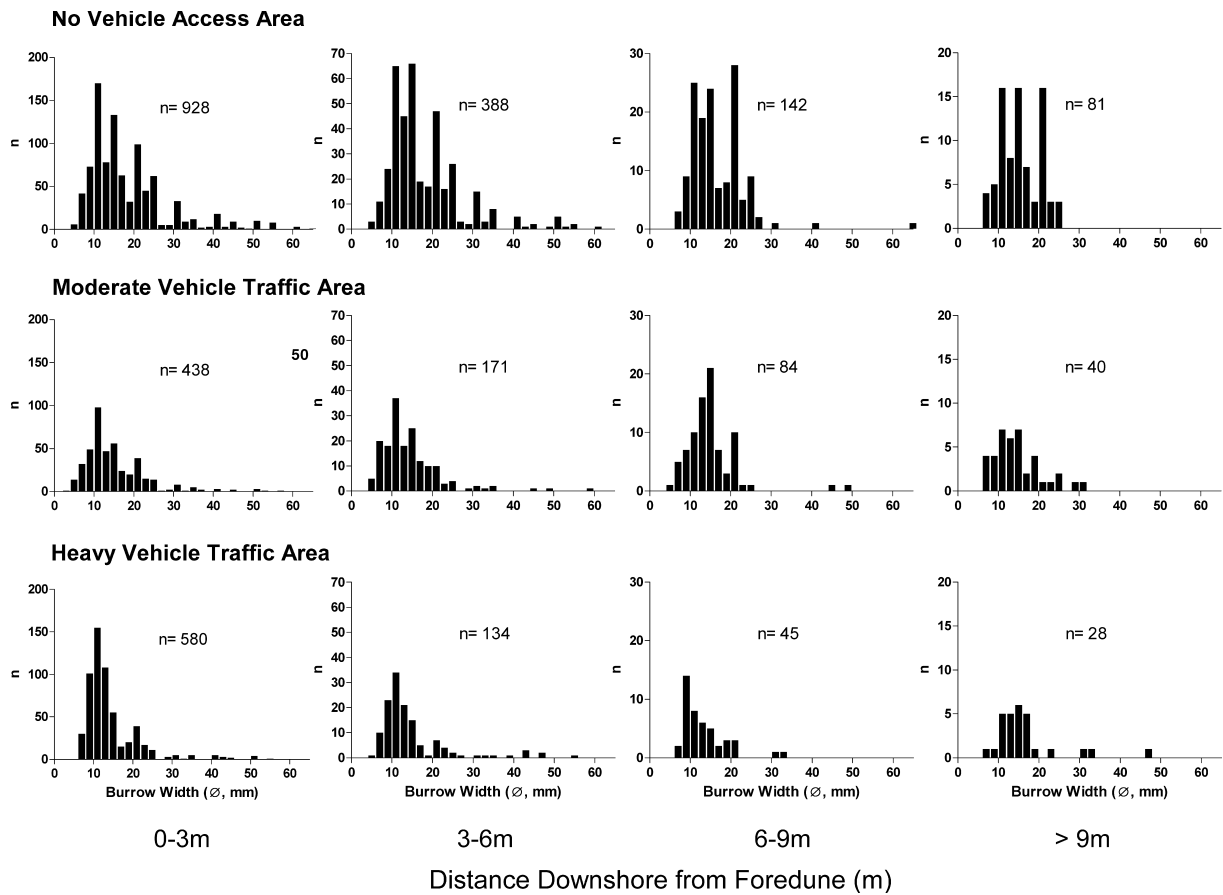 No Vehicle Access Area
200
150
100
50
0
n
0 10 20 30 40 50 60
n= 928
70
60
50
40
30
20
10
0
n
0 10 20 30 40 50 60
n= 388
30
20
10
0
n
0 10 20 30 40 50 60
n= 142
20
15
10
5
0
n
0 10 20 30 40 50 60
n= 81
Moderate Vehicle Traffic Area
200
150
100
50
0
n
0 10 20 30 40 50 60
n= 438
50
70
60
50
40
30
20
10
0
n
0 10 20 30 40 50 60
n= 171
30
20
10
0
n
0 10 20 30 40 50 60
n= 84
20
15
10
5
0
n
0 10 20 30 40 50 60
n= 40
Heavy Vehicle Traffic Area
200
150
100
50
0
n
0 10 20 30 40 50 60
n= 580
Burrow Width (∅, mm)
70
60
50
40
30
20
10
0
n
0 10 20 30 40 50 60
n= 134
Burrow Width (∅, mm)
30
20
10
0
n
0 10 20 30 40 50 60
n= 45
Burrow Width (∅, mm)
20
15
10
5
0
n
0 10 20 30 40 50 60
n= 28
Burrow Width (∅, mm)
0-3m 3-6m 6-9m > 9m
Distance Downshore from Foredune (m)